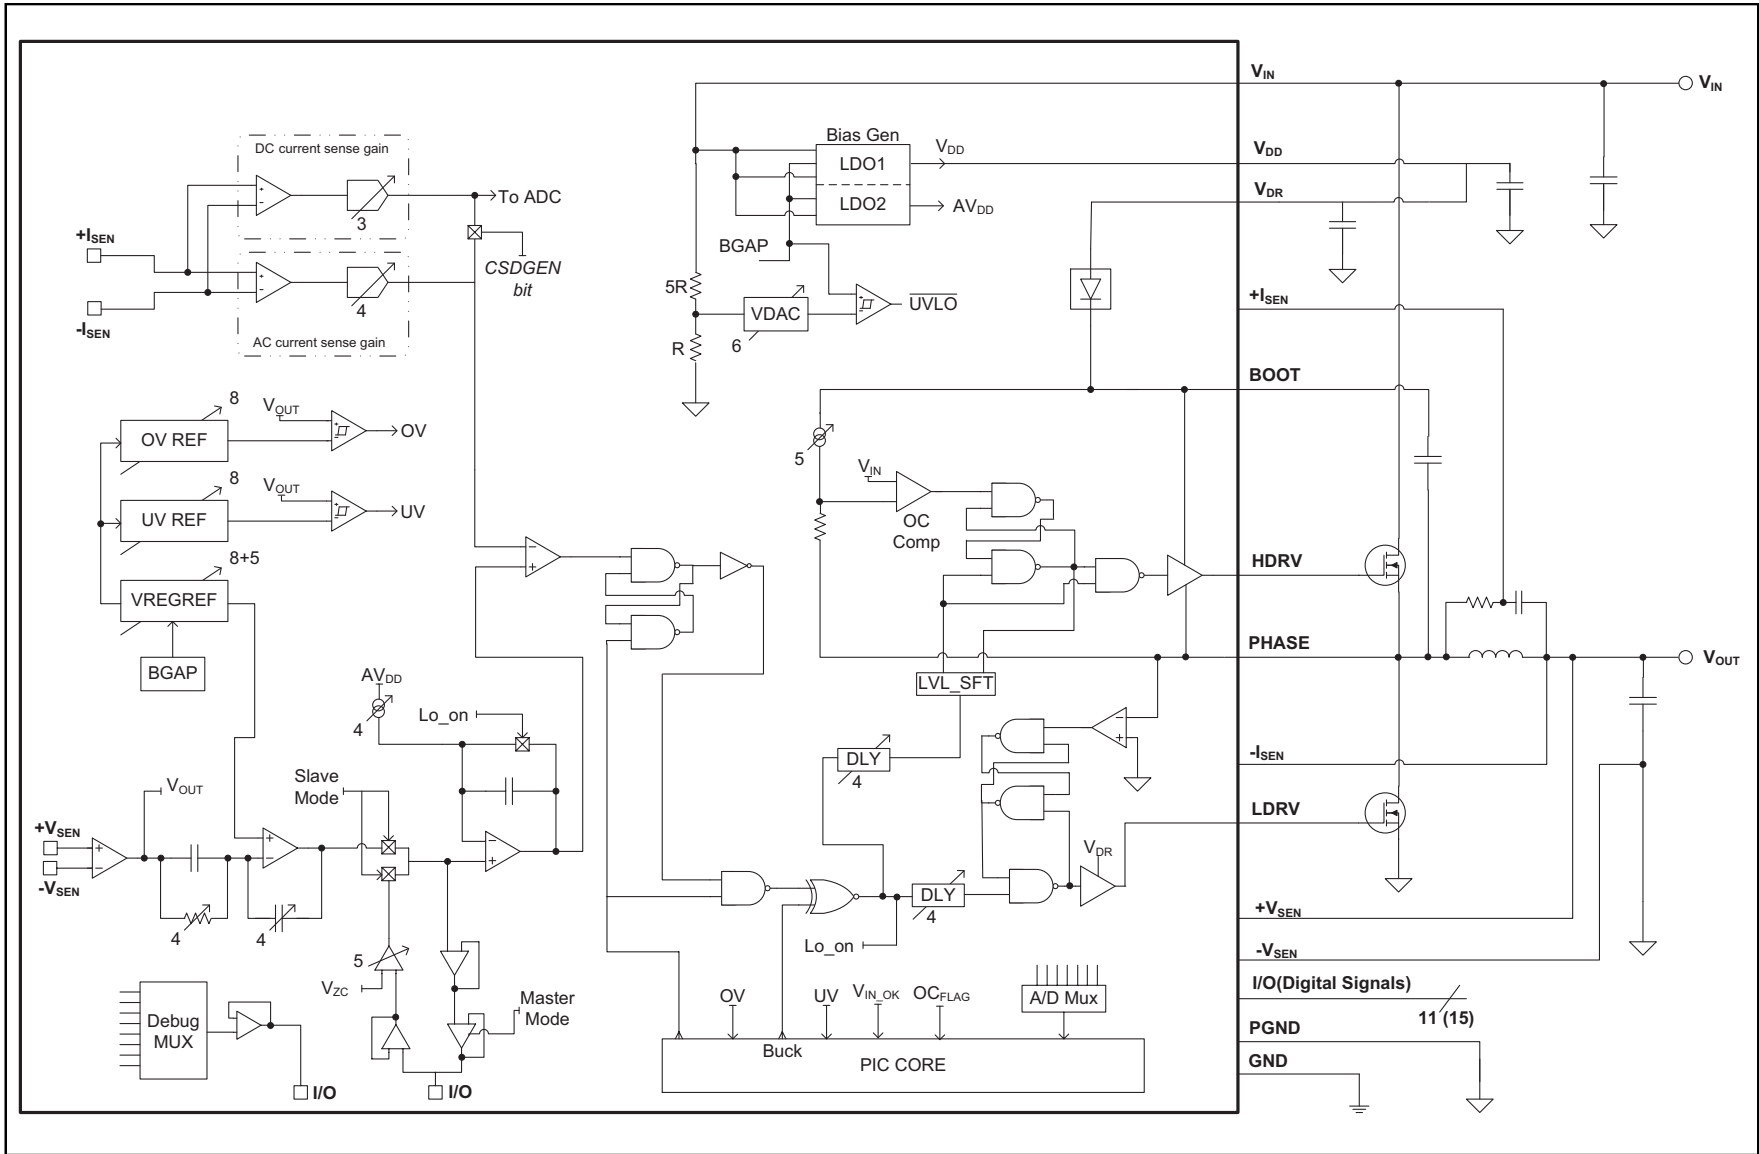 DC current sense gain
3
To ADC
+ISEN
-ISEN
CSDGEN
bit
4
AC current sense gain
Bias Gen
LDO1
LDO2
VDD
AVDD
BGAP
5R
R
VDAC
6
UVLO
OV REF
8
VOUT
OV
UV REF
8
VOUT
UV
VREGREF
8+5
BGAP
AVDD
4
Lo_on
Slave
Mode
VOUT
+VSEN
-VSEN
4
4
5
VZC
Master
Mode
Debug
MUX
I/O
I/O
5
VIN
OC
Comp
LVL_SFT
DLY
4
DLY
4
VDR
Lo_on
OV
Buck
UV
VIN_OK
OCFLAG
A/D Mux
PIC CORE
VIN
VIN
VDD
VDR
+ISEN
BOOT
HDRV
PHASE
VOUT
-ISEN
LDRV
+VSEN
-VSEN
I/O(Digital Signals)
11 (15)
PGND
GND